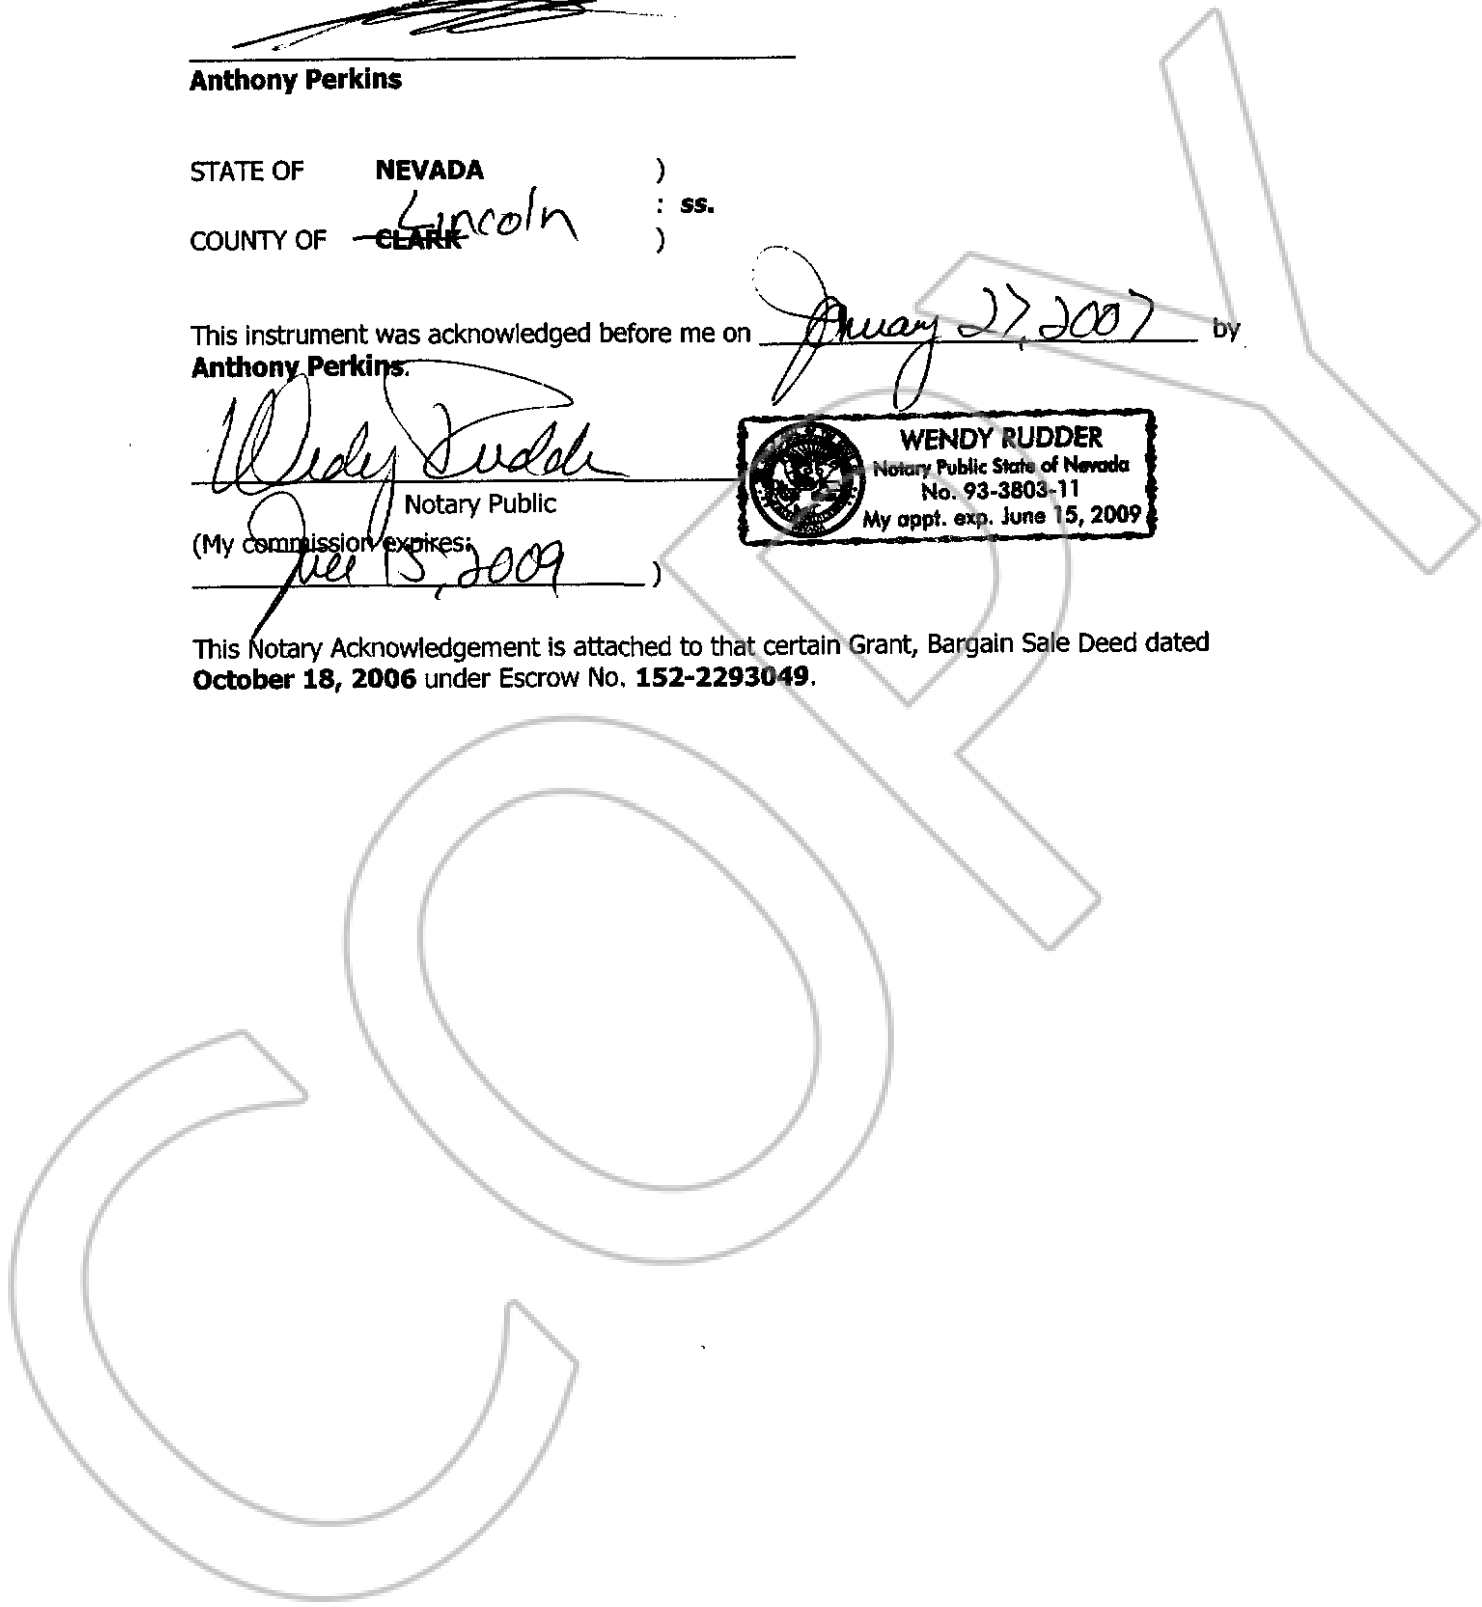 Anthony Perkins
STATE OF NEVADA )
: ss.
Lincoln
COUNTY OF CLARK )
This instrument was acknowledged before me on January 27, 2007 by
Anthony Perkins.
Wendy Rudder
Notary Public
(My commission expires:
June 15, 2009 )
WENDY RUDDER
Notary Public State of Nevada
No. 93-3803-11
My appt. exp. June 15, 2009
This Notary Acknowledgement is attached to that certain Grant, Bargain Sale Deed dated
October 18, 2006 under Escrow No. 152-2293049.
COPY